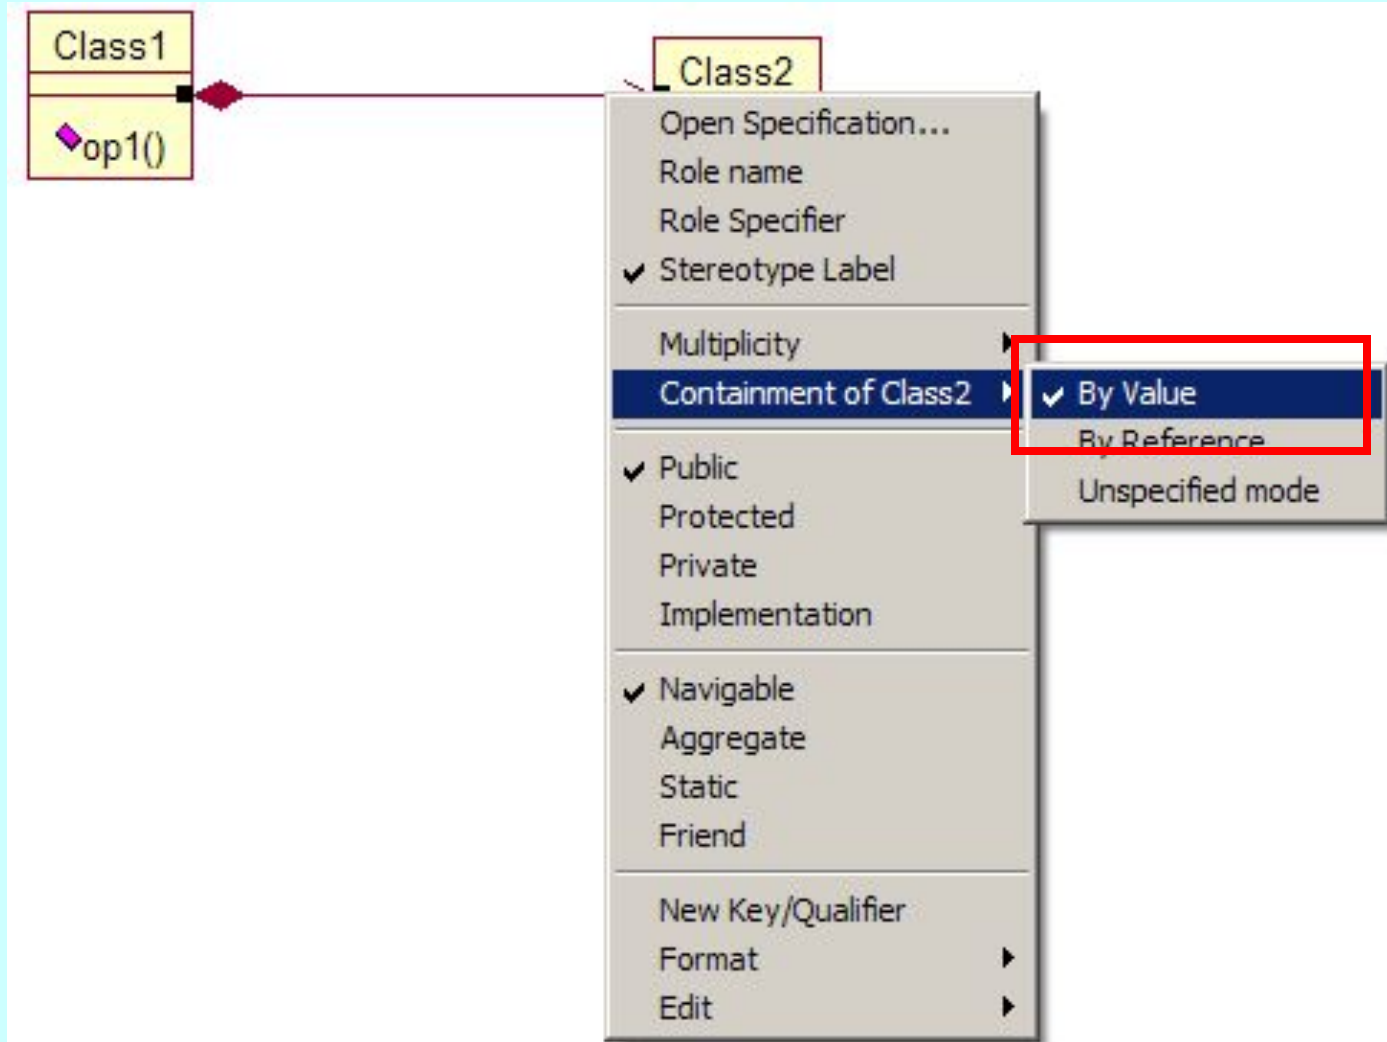 Class1
op1()
Class2
Open Specification...
Role name
Role Specifier
Stereotype Label
Multiplicity
Containment of Class2
By Value
By Reference
Unspecified mode
Public
Protected
Private
Implementation
Navigable
Aggregate
Static
Friend
New Key/Qualifier
Format
Edit